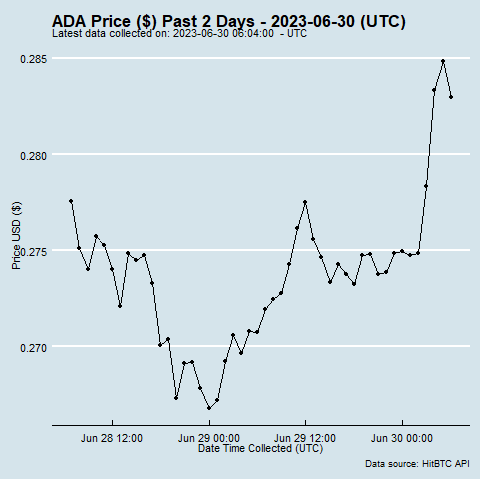 ADA Price ($) Past 2 Days - 2023-06-30 (UTC)
Latest data collected on: 2023-06-30 06:04:00 - UTC
0.285
0.280
0.275
0.270
Price USD ($)
Jun 28 12:00 Jun 29 00:00 Jun 29 12:00 Jun 30 00:00
Date Time Collected (UTC)
Data source: HitBTC API